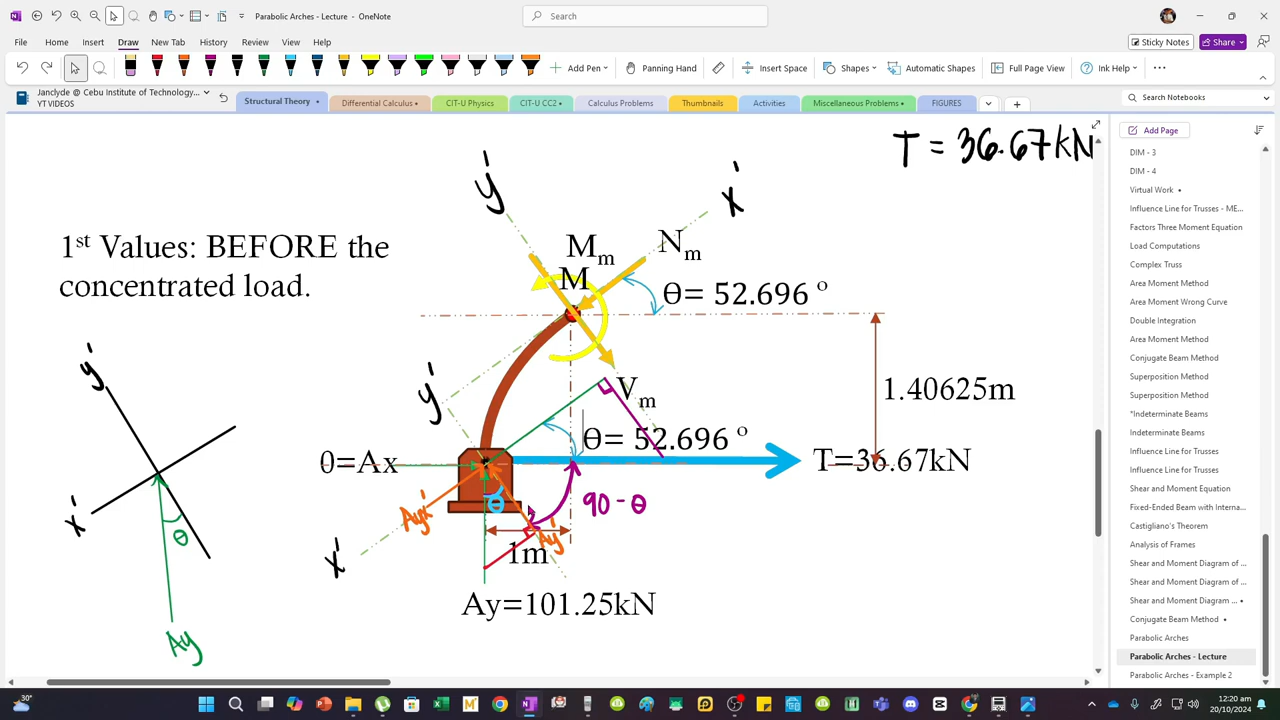 Parabolic Arches - Lecture - OneNote
Search
File Home Insert Draw New Tab History Review View Help
Sticky Notes
Share
Add Pen
Panning Hand
Insert Space
Shapes
Automatic Shapes
Full Page View
Ink Help
Jandyde @ Cebu Institute of Technology...
YT VIDEOS
Structural Theory
Differential Calculus
CIT-U Physics
CIT-U CC2
Calculus Problems
Thumbnails
Activities
Miscellaneous Problems
FIGURES
Search Notebooks
Add Page
DIM - 3
DIM - 4
Virtual Work
Influence Line for Trusses - ME...
Factors Three Moment Equation
Load Computations
Complex Truss
Area Moment Method
Area Moment Wrong Curve
Double Integration
Area Moment Method
Conjugate Beam Method
Superposition Method
Superposition Method
*Indeterminate Beams
Indeterminate Beams
Influence Line for Trusses
Influence Line for Trusses
Shear and Moment Equation
Fixed-Ended Beam with Interna...
Castigliano's Theorem
Analysis of Frames
Shear and Moment Diagram of ...
Shear and Moment Diagram of ...
Shear and Moment Diagram ...
Conjugate Beam Method
Parabolic Arches
Parabolic Arches - Lecture
Parabolic Arches - Example 2
T = 36.67kN
1st Values: BEFORE the
concentrated load.
y'
x'
Mm
M
Nm
θ= 52.696 °
1.40625m
y'
Vm
θ= 52.696 °
0=Ax
T=36.67kN
θ
90 - θ
Ayx'
Ay'
1m
x'
Ay=101.25kN
y'
x'
θ
Ay
30°
12:20 am
20/10/2024